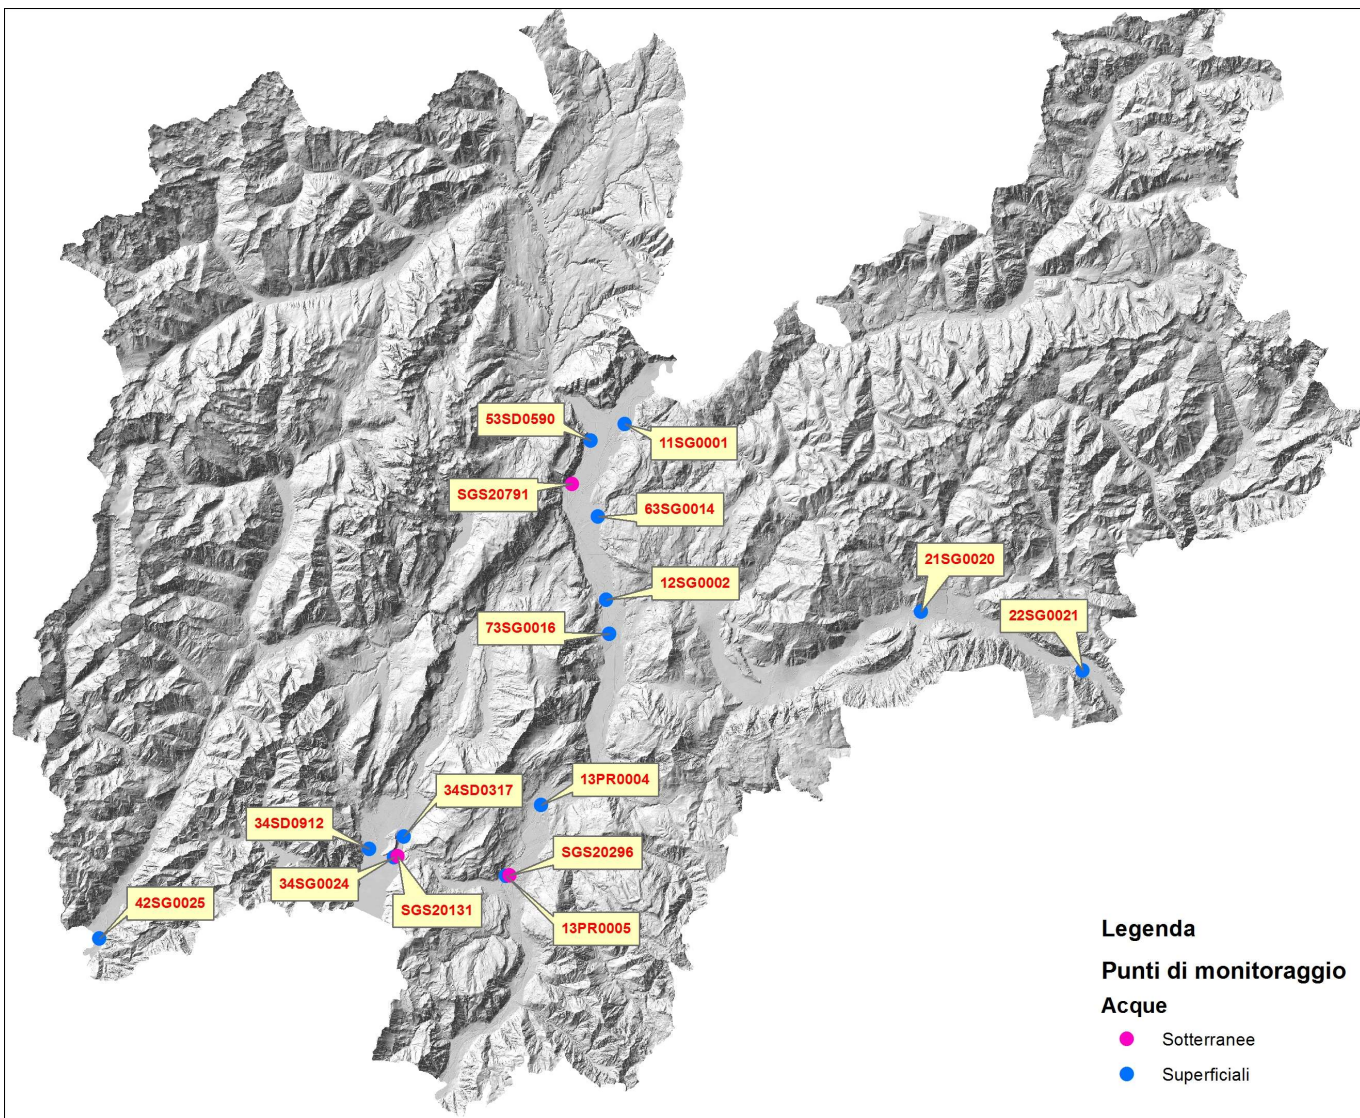 53SD0590
11SG0001
SGS20791
63SG0014
21SG0020
12SG0002
22SG0021
73SG0016
13PR0004
34SD0317
34SD0912
SGS20296
34SG0024
42SG0025
SGS20131
13PR0005
Legenda
Punti di monitoraggio
Acque
Sotterranee
Superficiali